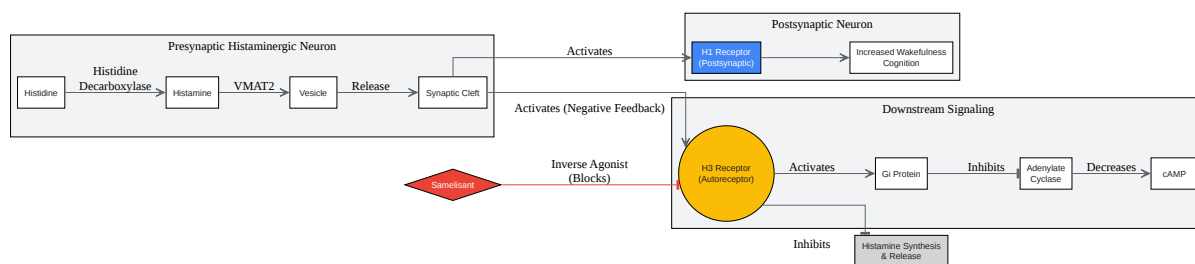 Presynaptic Histaminergic Neuron
Histidine
Histidine
Decarboxylase
Histamine
VMAT2
Vesicle
Release
Synaptic Cleft
Activates
Postsynaptic Neuron
H1 Receptor
(Postsynaptic)
Increased Wakefulness
Cognition
Activates (Negative Feedback)
Downstream Signaling
Samelisant
Inverse Agonist
(Blocks)
H3 Receptor
(Autoreceptor)
Activates
Gi Protein
Inhibits
Adenylate
Cyclase
Decreases
cAMP
Inhibits
Histamine Synthesis
& Release